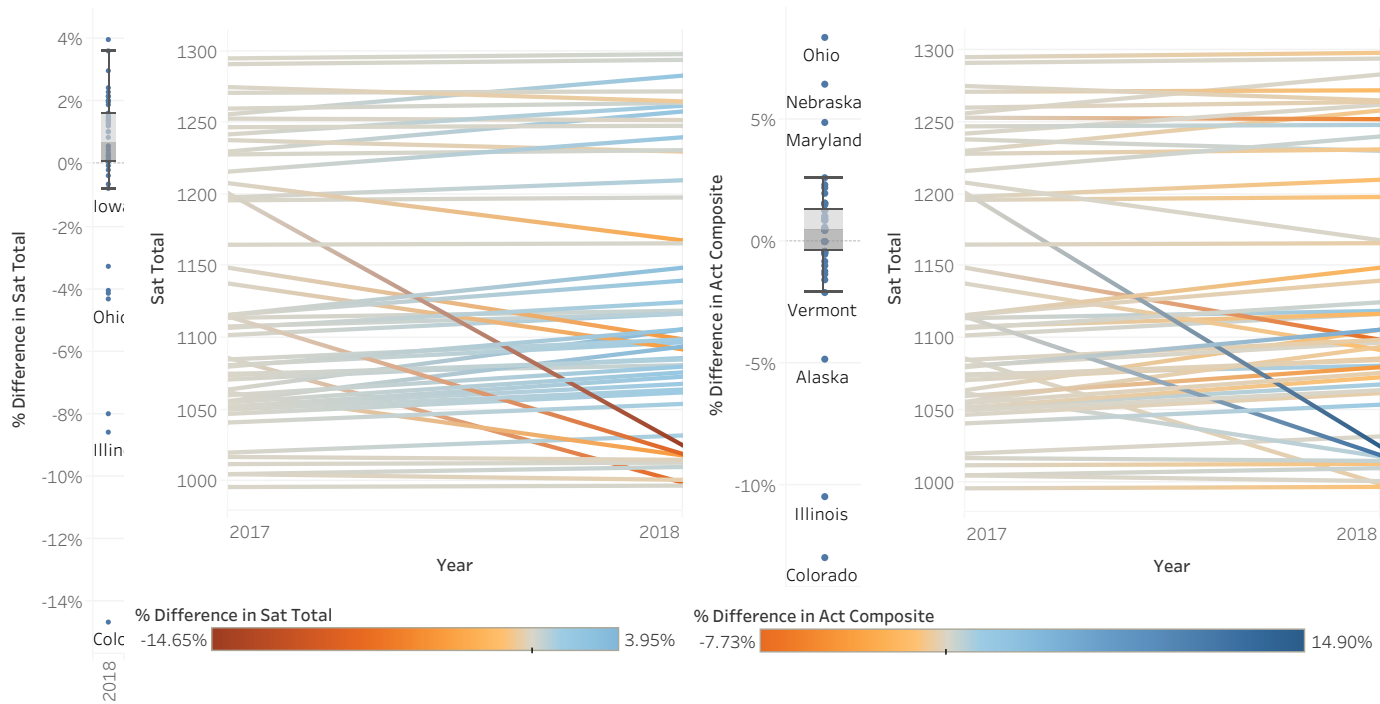 % Difference in Sat Total
4%
2%
0%
-2%
-4%
-6%
-8%
-10%
-12%
-14%
Iowa
Ohic
Illin
Colc
2018
Sat Total
1300
1250
1200
1150
1100
1050
1000
2017
2018
Year
% Difference in Act Composite
5%
0%
-5%
-10%
Ohio
Nebraska
Maryland
Vermont
Alaska
Illinois
Colorado
Sat Total
1300
1250
1200
1150
1100
1050
1000
2017
2018
Year
% Difference in Sat Total
-14.65%
3.95%
% Difference in Act Composite
-7.73%
14.90%